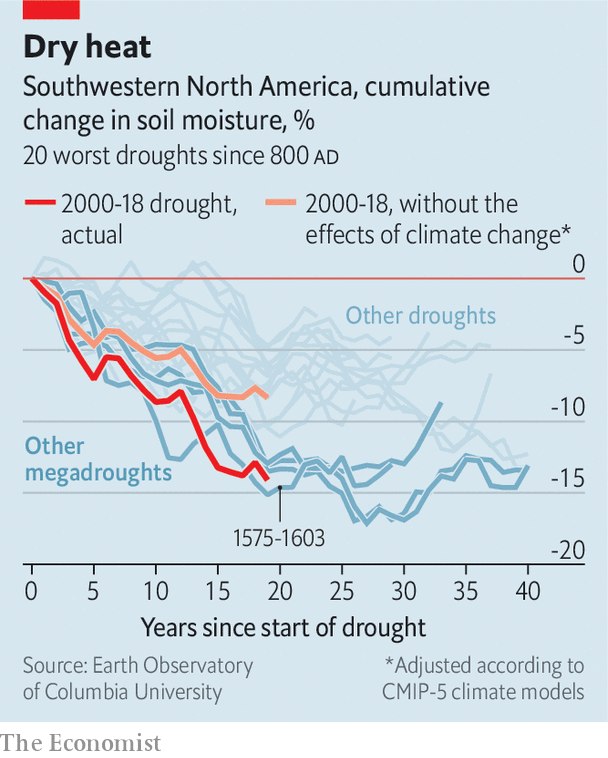 Dry heat
Southwestern North America, cumulative
change in soil moisture, %
20 worst droughts since 800 AD
2000-18 drought,
actual
2000-18, without the
effects of climate change*
0
Other droughts
-5
-10
Other
megadroughts
-15
1575-1603
-20
0 5 10 15 20 25 30 35 40
Years since start of drought
Source: Earth Observatory
of Columbia University
*Adjusted according to
CMIP-5 climate models
The Economist